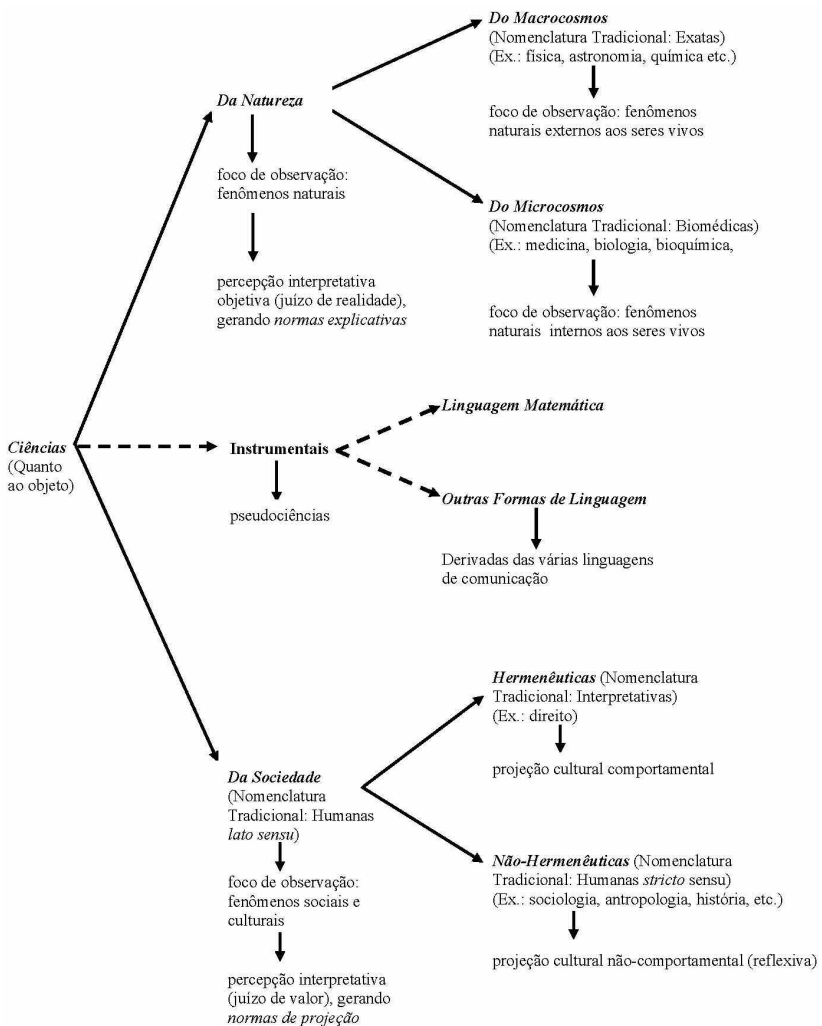 Do Macrocosmos
(Nomenclatura Tradicional: Exatas)
(Ex.: física, astronomia, química etc.)
foco de observação: fenômenos
naturais externos aos seres vivos
Da Natureza
foco de observação:
fenômenos naturais
percepção interpretativa
objetiva (juízo de realidade),
gerando normas explicativas
Do Microcosmos
(Nomenclatura Tradicional: Biomédicas)
(Ex.: medicina, biologia, bioquímica,
foco de observação: fenômenos
naturais internos aos seres vivos
Ciências
(Quanto
ao objeto)
Instrumentais
pseudociências
Linguagem Matemática
Outras Formas de Linguagem
Derivadas das várias linguagens
de comunicação
Da Sociedade
(Nomenclatura
Tradicional: Humanas
lato sensu)
foco de observação:
fenômenos sociais e
culturais
percepção interpretativa
(juízo de valor), gerando
normas de projeção
Hermenêuticas (Nomenclatura
Tradicional: Interpretativas)
(Ex.: direito)
projeção cultural comportamental
Não-Hermenêuticas (Nomenclatura
Tradicional: Humanas stricto sensu)
(Ex.: sociologia, antropologia, história, etc.)
projeção cultural não-comportamental (reflexiva)